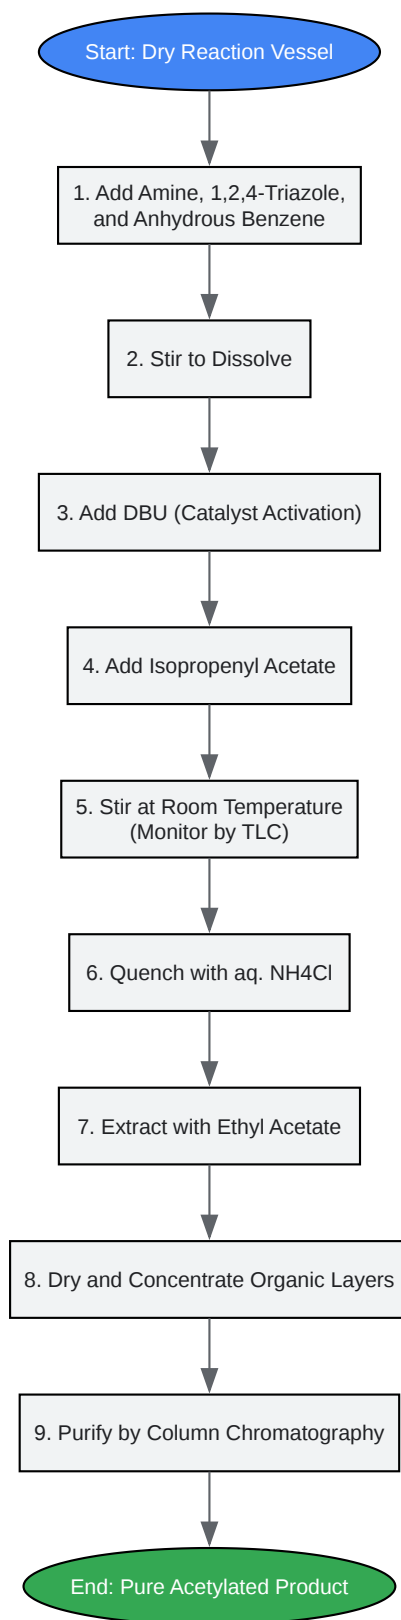 Start: Dry Reaction Vessel
1. Add Amine, 1,2,4-Triazole,
and Anhydrous Benzene
2. Stir to Dissolve
3. Add DBU (Catalyst Activation)
4. Add Isopropenyl Acetate
5. Stir at Room Temperature
(Monitor by TLC)
6. Quench with aq. NH4Cl
7. Extract with Ethyl Acetate
8. Dry and Concentrate Organic Layers
9. Purify by Column Chromatography
End: Pure Acetylated Product